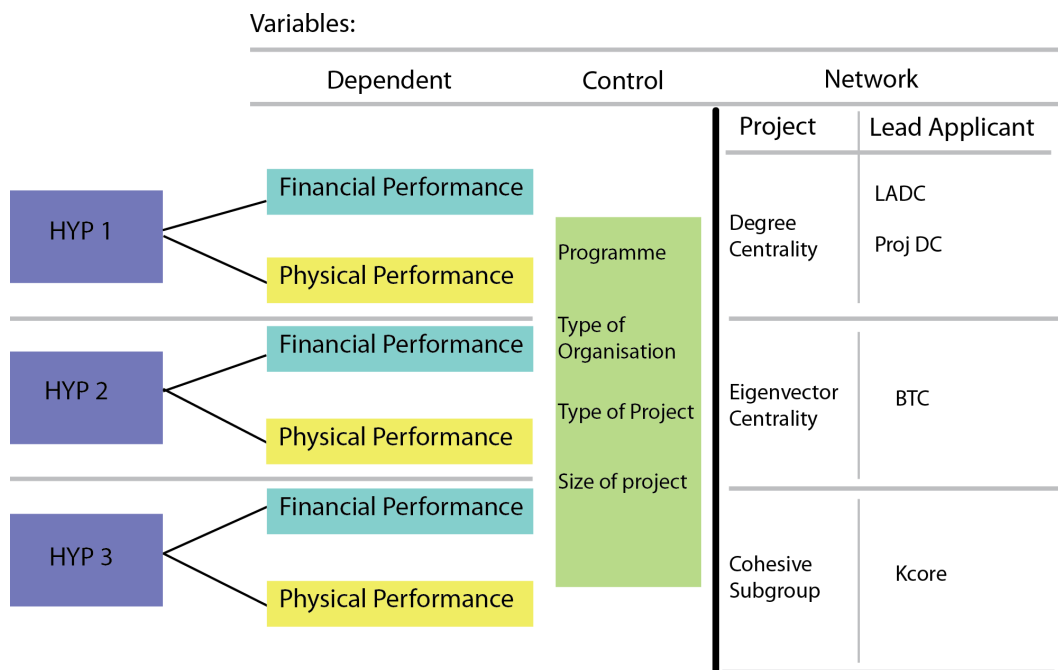 Variables:
Dependent
Control
Network
Project
Lead Applicant
HYP 1
Financial Performance
Physical Performance
HYP 2
Financial Performance
Physical Performance
HYP 3
Financial Performance
Physical Performance
Programme
Type of
Organisation
Type of Project
Size of project
Degree
Centrality
LADC
Proj DC
Eigenvector
Centrality
BTC
Cohesive
Subgroup
Kcore